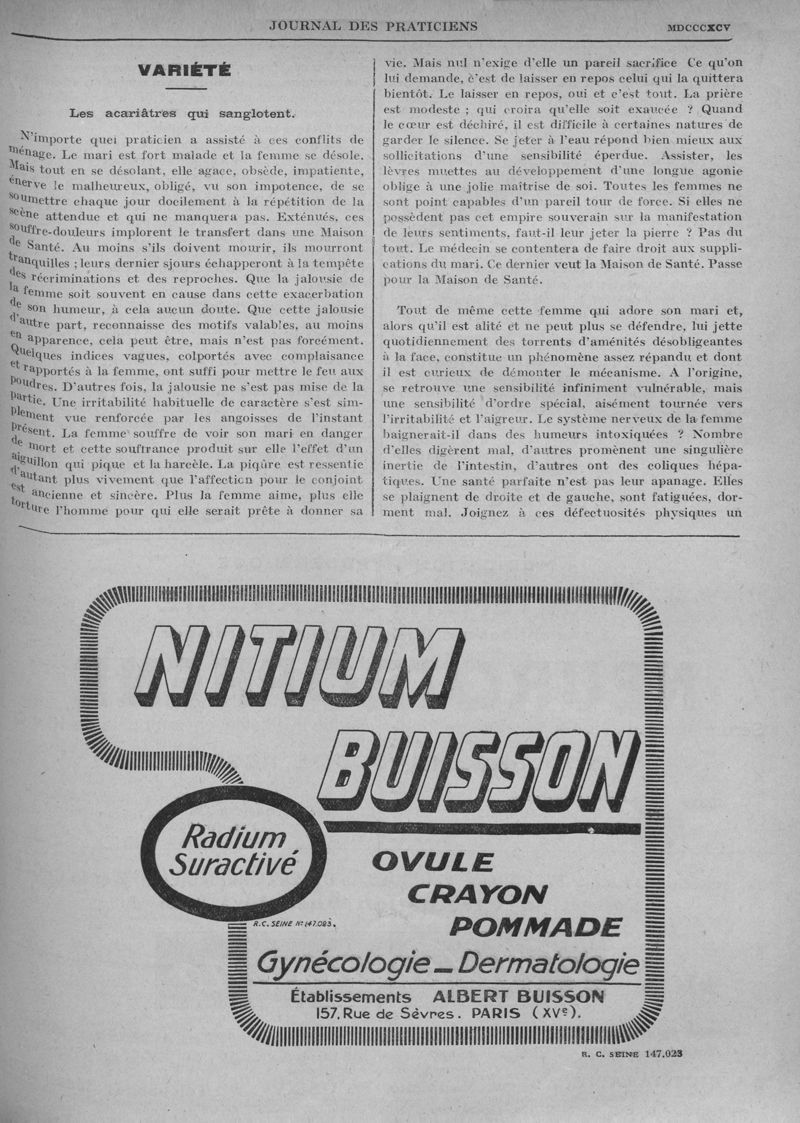 JOURNAL DES PRATICIENS
MDCCCXCV
VARIÉTÉ
Les acariâtres qui sanglotent.
N'importe quel praticien a assisté à ces conflits de
ménage. Le mari est fort malade et la femme se désole.
Mais tout en se désolant, elle agace, obsède, impatiente,
énerve le malheureux, obligé, vu son impotence, de se
soumettre chaque jour docilement à la répétition de la
scène attendue et qui ne manquera pas. Exténués, ces
souffre-douleurs implorent le transfert dans une Maison
de Santé. Au moins s'ils doivent mourir, ils mourront
tranquilles ; leurs dernier sjours échapperont à la tempête
des récriminations et des reproches. Que la jalousie de
la femme soit souvent en cause dans cette exacerbation
de son humeur, à cela aucun doute. Que cette jalousie
d'autre part, reconnaisse des motifs valables, au moins
en apparence, cela peut être, mais n'est pas forcément.
Quelques indices vagues, colportés avec complaisance
et rapportés à la femme, ont suffi pour mettre le feu aux
poudres. D'autres fois, la jalousie ne s'est pas mise de la
partie. Une irritabilité habituelle de caractère s'est sim-
plement vue renforcée par les angoisses de l'instant
présent. La femme souffre de voir son mari en danger
de mort et cette souffrance produit sur elle l'effet d'un
aiguillon qui pique et la harcèle. La piqûre est ressentie
d'autant plus vivement que l'affection pour le conjoint
est ancienne et sincère. Plus la femme aime, plus elle
torture l'homme pour qui elle serait prête à donner sa
vie. Mais nul n'exige d'elle un pareil sacrifice Ce qu'on
lui demande, c'est de laisser en repos celui qui la quittera
bientôt. Le laisser en repos, oui et c'est tout. La prière
est modeste ; qui croira qu'elle soit exaucée ? Quand
le cœur est déchiré, il est difficile à certaines natures de
garder le silence. Se jeter à l'eau répond bien mieux aux
sollicitations d'une sensibilité éperdue. Assister, les
lèvres muettes au développement d'une longue agonie
oblige à une jolie maîtrise de soi. Toutes les femmes ne
sont point capables d'un pareil tour de force. Si elles ne
possèdent pas cet empire souverain sur la manifestation
de leurs sentiments, faut-il leur jeter la pierre ? Pas du
tout. Le médecin se contentera de faire droit aux suppli-
cations du mari. Ce dernier veut la Maison de Santé. Passe
pour la Maison de Santé.
Tout de même cette femme qui adore son mari et,
alors qu'il est alité et ne peut plus se défendre, lui jette
quotidiennement des torrents d'aménités désobligeantes
à la face, constitue un phénomène assez répandu et dont
il est curieux de démonter le mécanisme. A l'origine,
se retrouve une sensibilité infiniment vulnérable, mais
une sensibilité d'ordre spécial, aisément tournée vers
l'irritabilité et l'aigreur. Le système nerveux de la femme
baignerait-il dans des humeurs intoxiquées ? Nombre
d'elles digèrent mal, d'autres promènent une singulière
inertie de l'intestin, d'autres ont des coliques hépa-
tiques. Une santé parfaite n'est pas leur apanage. Elles
se plaignent de droite et de gauche, sont fatiguées, dor-
ment mal. Joignez à ces défectuosités physiques un
NITIUM
BUISSON
Radium
Suractivé
OVULE
CRAYON
POMMADE
R.C. SEINE Nº 147.023.
Gynécologie_Dermatologie
Établissements ALBERT BUISSON
157, Rue de Sèvres. PARIS (XVe).
R. C. SEINE 147.023